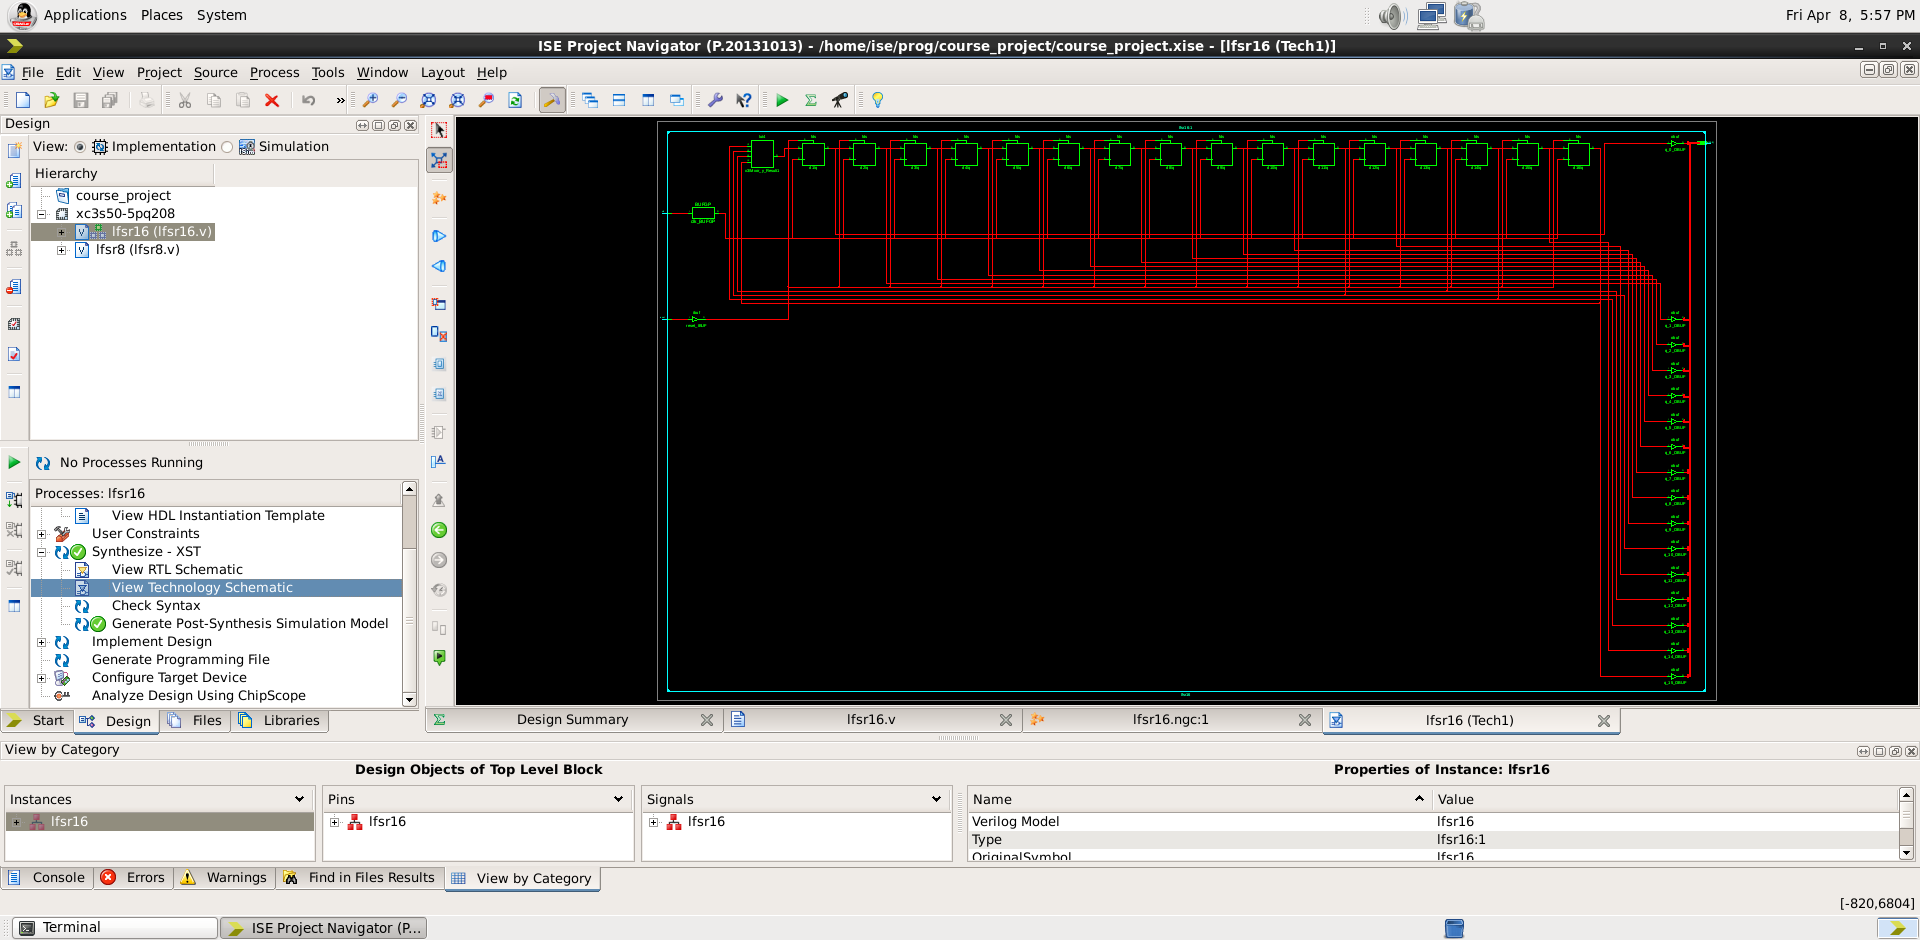 Applications Places System
Fri Apr 8, 5:57 PM
ISE Project Navigator (P.20131013) - /home/ise/prog/course_project/course_project.xise - [lfsr16 (Tech1)]
File Edit View Project Source Process Tools Window Layout Help
Design
View: Implementation Simulation
Hierarchy
course_project
xc3s50-5pq208
lfsr16 (lfsr16.v)
lfsr8 (lfsr8.v)
No Processes Running
Processes: lfsr16
View HDL Instantiation Template
User Constraints
Synthesize - XST
View RTL Schematic
View Technology Schematic
Check Syntax
Generate Post-Synthesis Simulation Model
Implement Design
Generate Programming File
Configure Target Device
Analyze Design Using ChipScope
Start Design Files Libraries
Design Summary lfsr16.v lfsr16.ngc:1 lfsr16 (Tech1)
View by Category
Design Objects of Top Level Block
Properties of Instance: lfsr16
Instances Pins Signals Name Value
lfsr16 lfsr16 lfsr16 Verilog Model lfsr16
Type lfsr16:1
OriginalSymbol lfsr16
Console Errors Warnings Find in Files Results View by Category
[-820,6804]
Terminal ISE Project Navigator (P...